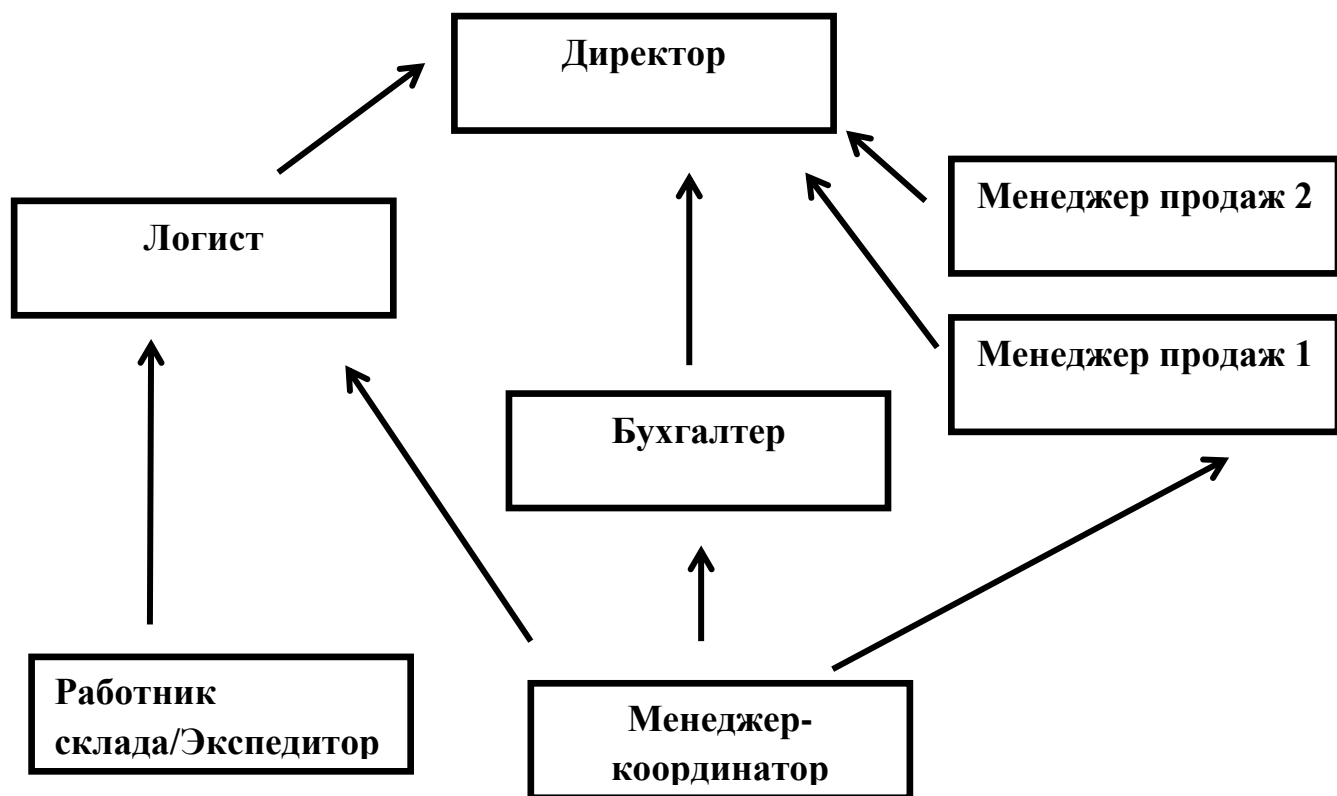 Директор
Менеджер продаж 2
Логист
Менеджер продаж 1
Бухгалтер
Работник
склада/Экспедитор
Менеджер-
координатор